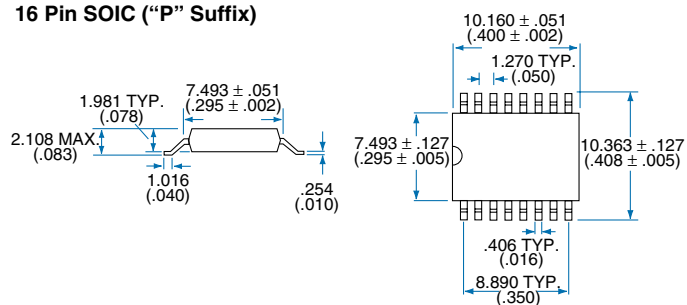 16 Pin SOIC (“P” Suffix)
10.160 ± .051
(.400 ± .002)
1.270 TYP.
(.050)
7.493 ± .051
(.295 ± .002)
1.981 TYP.
(.078)
2.108 MAX.
(.083)
1.016
(.040)
.254
(.010)
7.493 ± .127
(.295 ± .005)
10.363 ± .127
(.408 ± .005)
.406 TYP.
(.016)
8.890 TYP.
(.350)